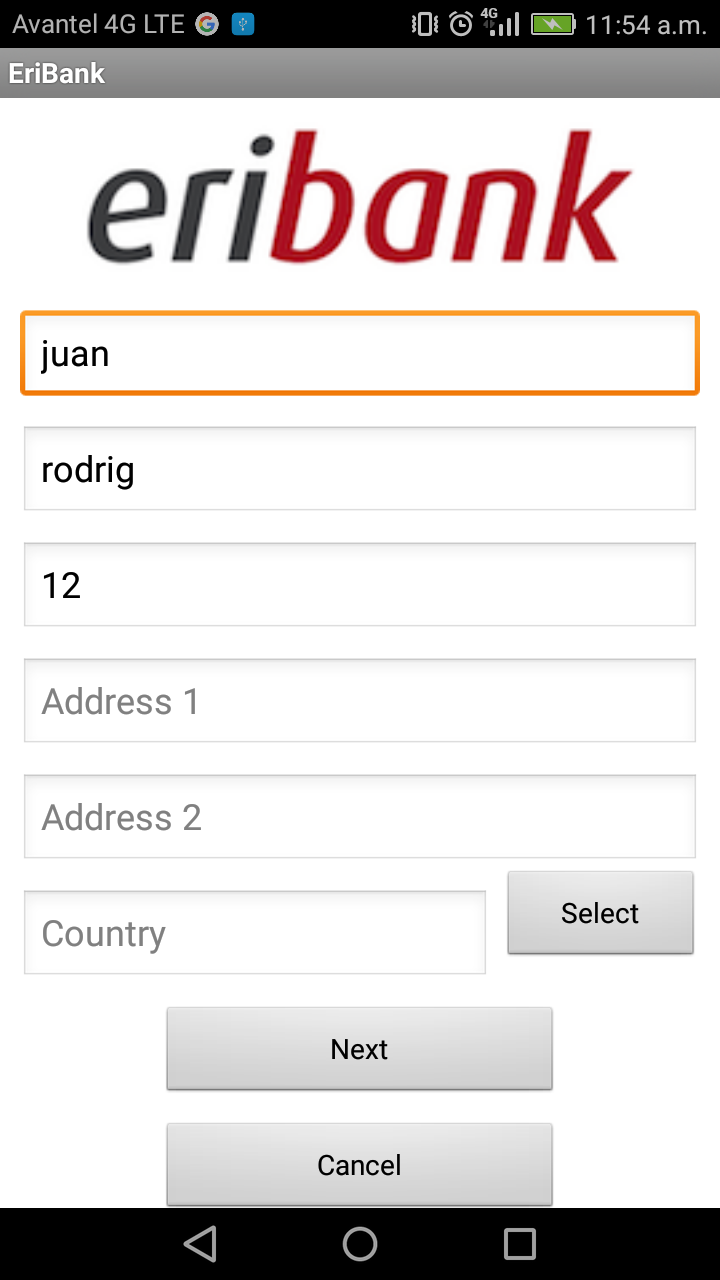 Avantel 4G LTE 4G 11:54 a.m.
EriBank
eribank
juan
rodrig
12
Address 1
Address 2
Country Select
Next
Cancel